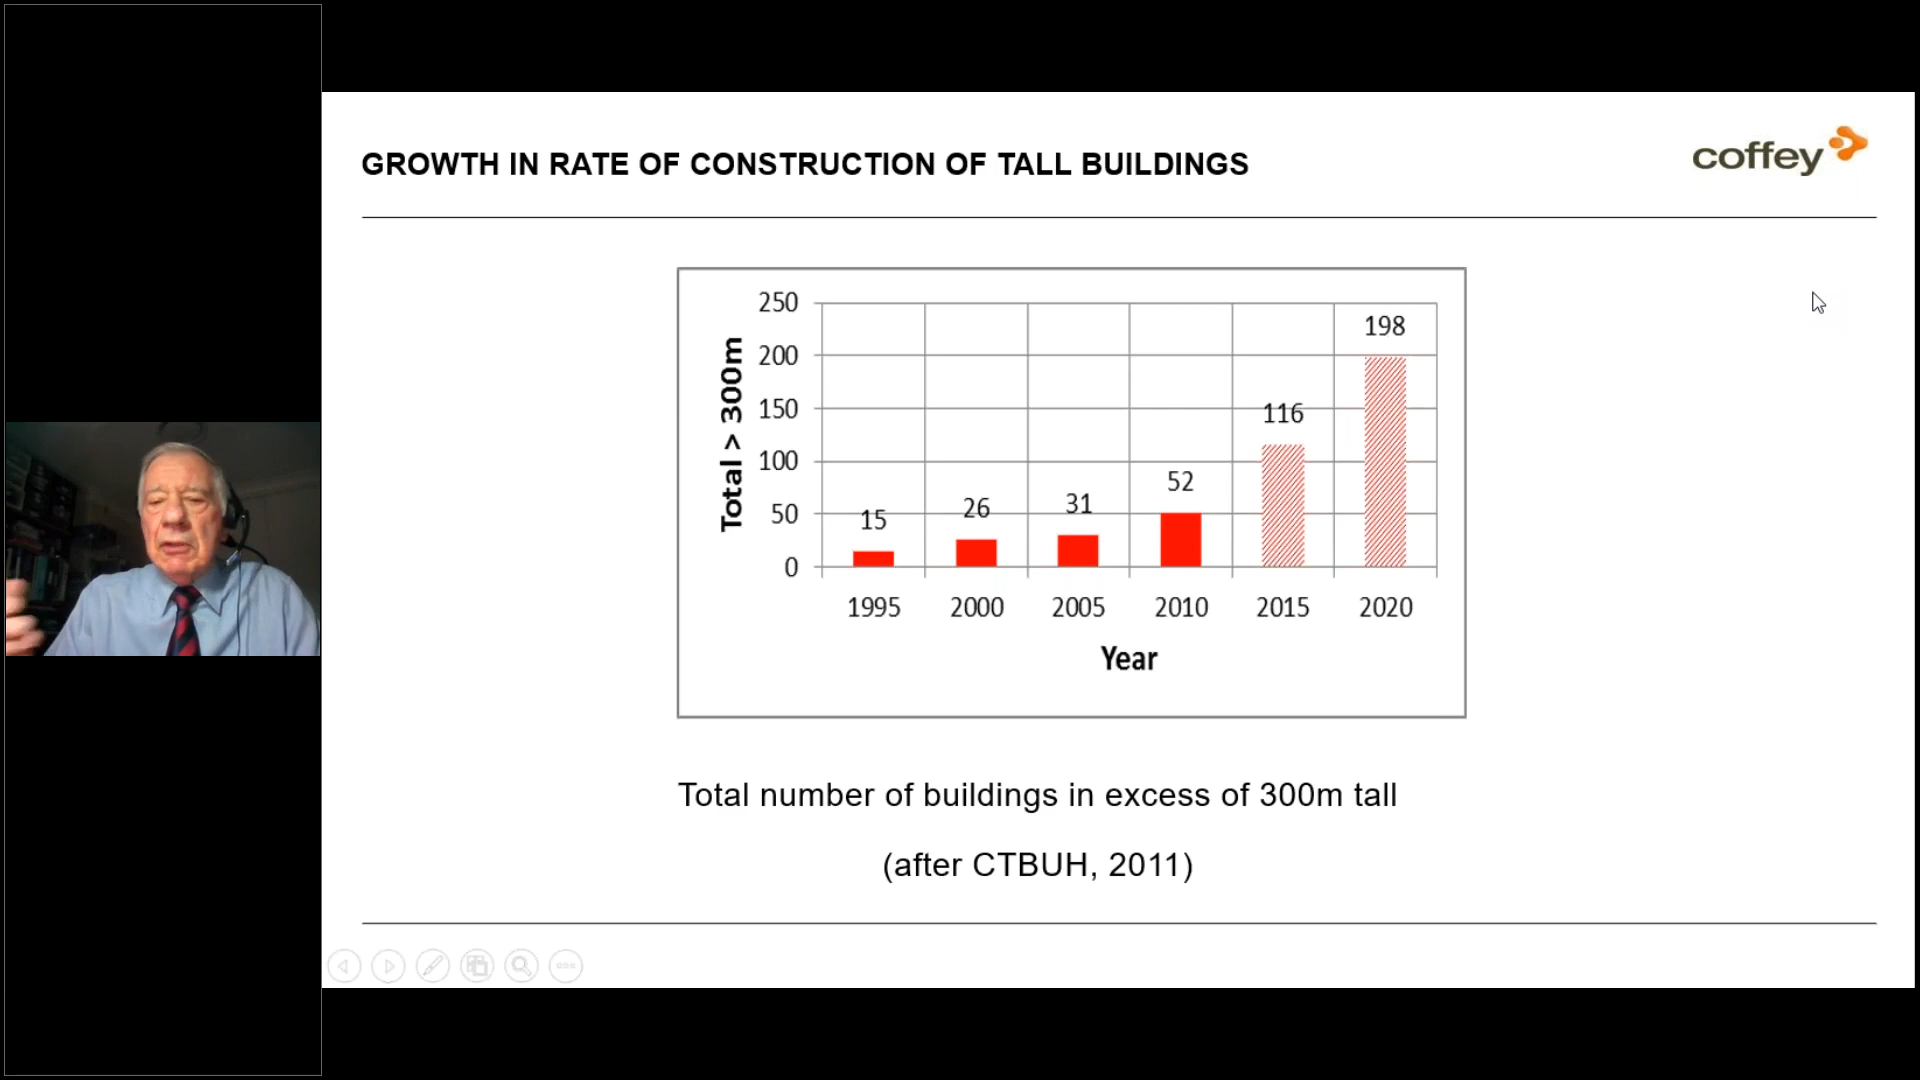 GROWTH IN RATE OF CONSTRUCTION OF TALL BUILDINGS
coffey
Total > 300m
250
200
150
100
50
0
15
26
31
52
116
198
1995 2000 2005 2010 2015 2020
Year
Total number of buildings in excess of 300m tall
(after CTBUH, 2011)